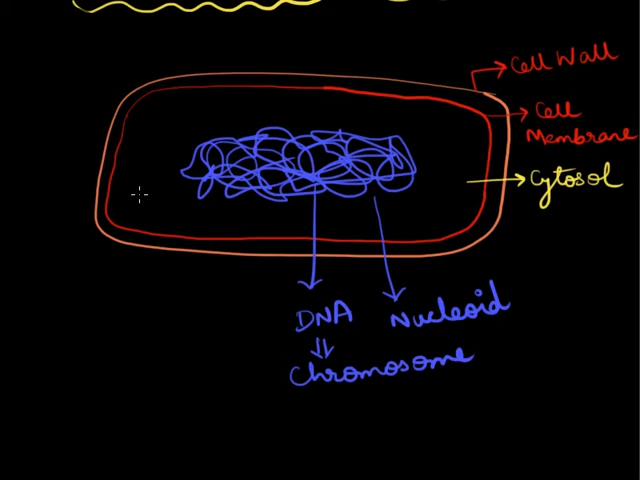 Cell Wall
Cell
Membrane
Cytosol
DNA
Nucleoid
Chromosome